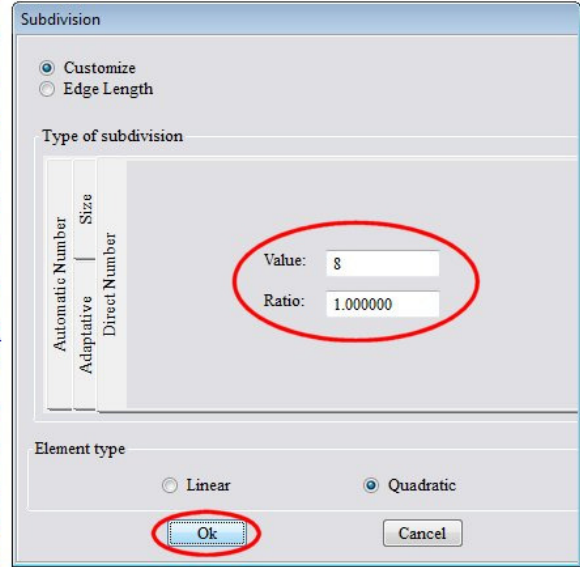 Subdivision
Customize
Edge Length
Type of subdivision
Automatic Number
Adaptative
Size
Direct Number
Value: 8
Ratio: 1.000000
Element type
Linear Quadratic
Ok Cancel